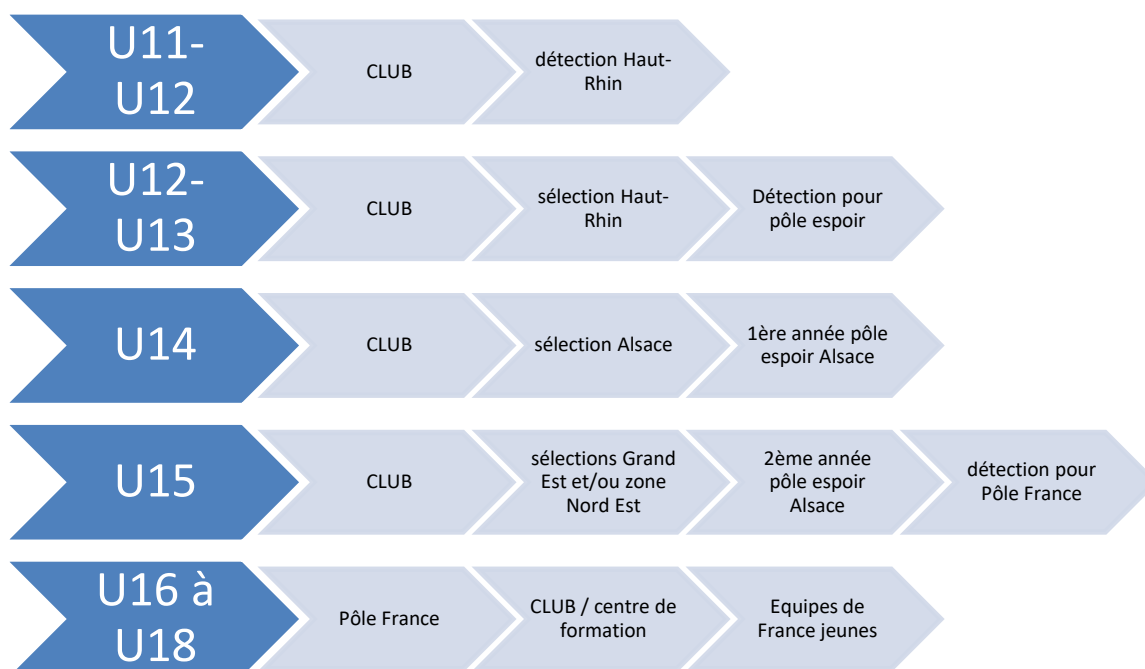 U11-
U12
CLUB
détection Haut-
Rhin
U12-
U13
CLUB
sélection Haut-
Rhin
Détection pour
pôle espoir
U14
CLUB
sélection Alsace
1ère année pôle
espoir Alsace
U15
CLUB
sélections Grand
Est et/ou zone
Nord Est
2ème année
pôle espoir
Alsace
détection pour
Pôle France
U16 à
U18
Pôle France
CLUB / centre de
formation
Equipes de
France jeunes